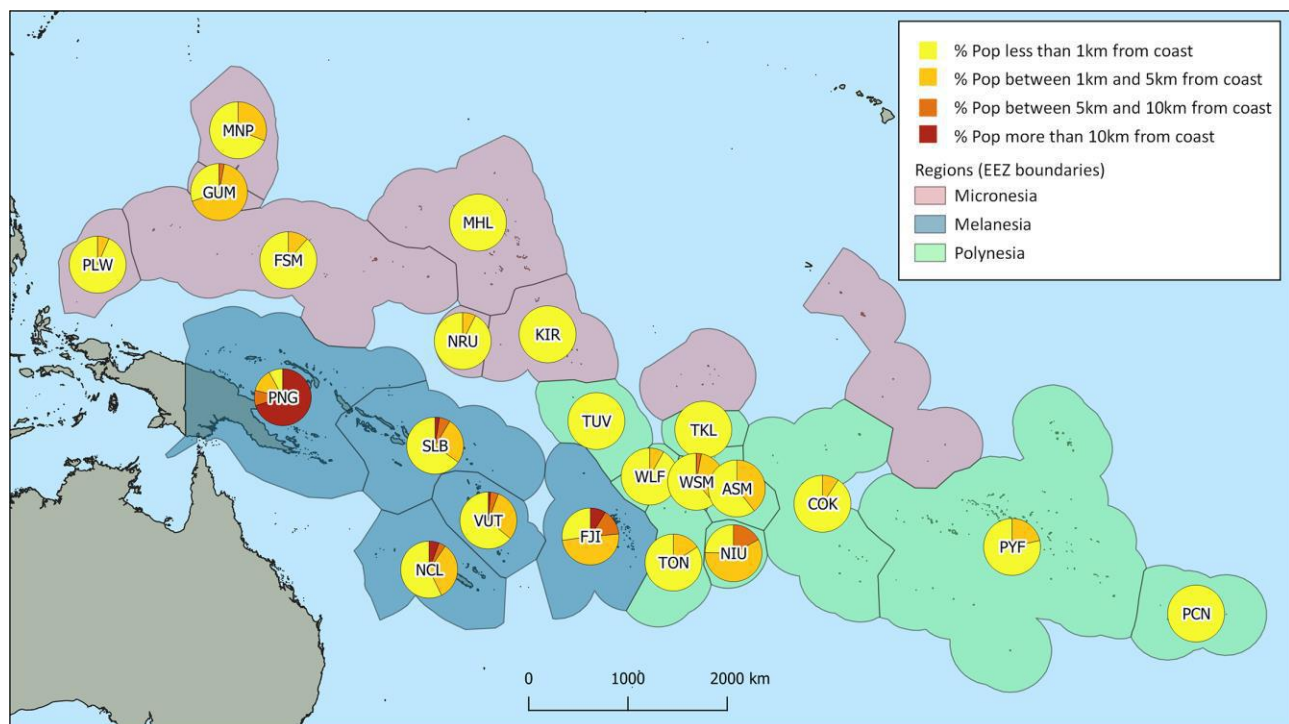 % Pop less than 1km from coast
% Pop between 1km and 5km from coast
% Pop between 5km and 10km from coast
% Pop more than 10km from coast
Regions (EEZ boundaries)
Micronesia
Melanesia
Polynesia
MNP
GUM
MHL
PLW
FSM
NRU
KIR
PNG
TUV
TKL
SLB
WLF
WSM
ASM
COK
VUT
FJI
NCL
TON
NIU
PYF
PCN
0 1000 2000 km